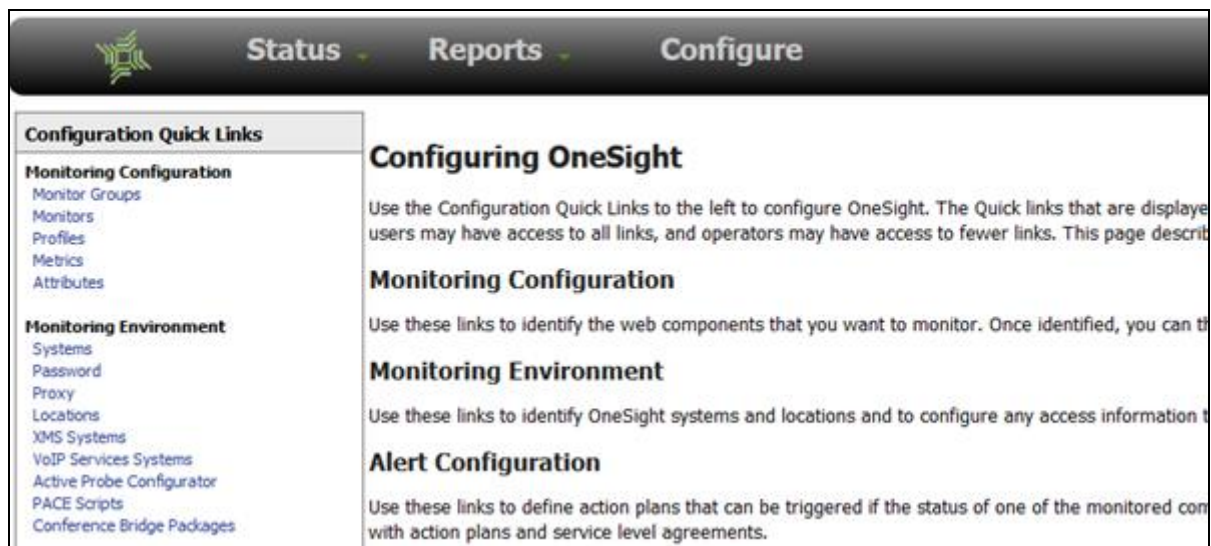 Status Reports Configure
Configuration Quick Links
Monitoring Configuration
Monitor Groups
Monitors
Profiles
Metrics
Attributes
Monitoring Environment
Systems
Password
Proxy
Locations
XMS Systems
VoIP Services Systems
Active Probe Configurator
PACE Scripts
Conference Bridge Packages
Configuring OneSight
Use the Configuration Quick Links to the left to configure OneSight. The Quick links that are displaye
users may have access to all links, and operators may have access to fewer links. This page describ
Monitoring Configuration
Use these links to identify the web components that you want to monitor. Once identified, you can th
Monitoring Environment
Use these links to identify OneSight systems and locations and to configure any access information t
Alert Configuration
Use these links to define action plans that can be triggered if the status of one of the monitored com
with action plans and service level agreements.